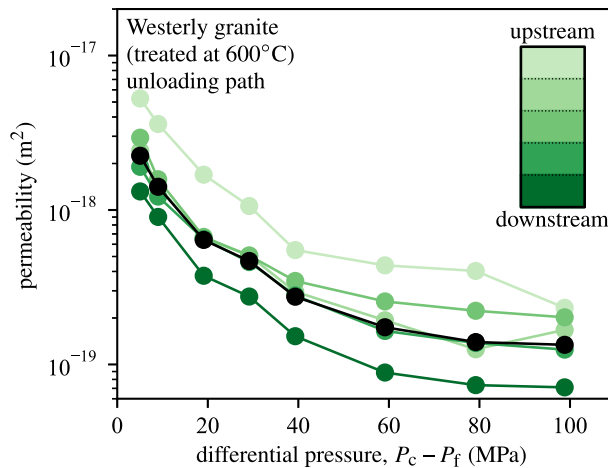 Westerly granite
(treated at 600°C)
unloading path
upstream
downstream
permeability (m²)
10⁻¹⁷
10⁻¹⁸
10⁻¹⁹
0 20 40 60 80 100
differential pressure, P_c − P_f (MPa)